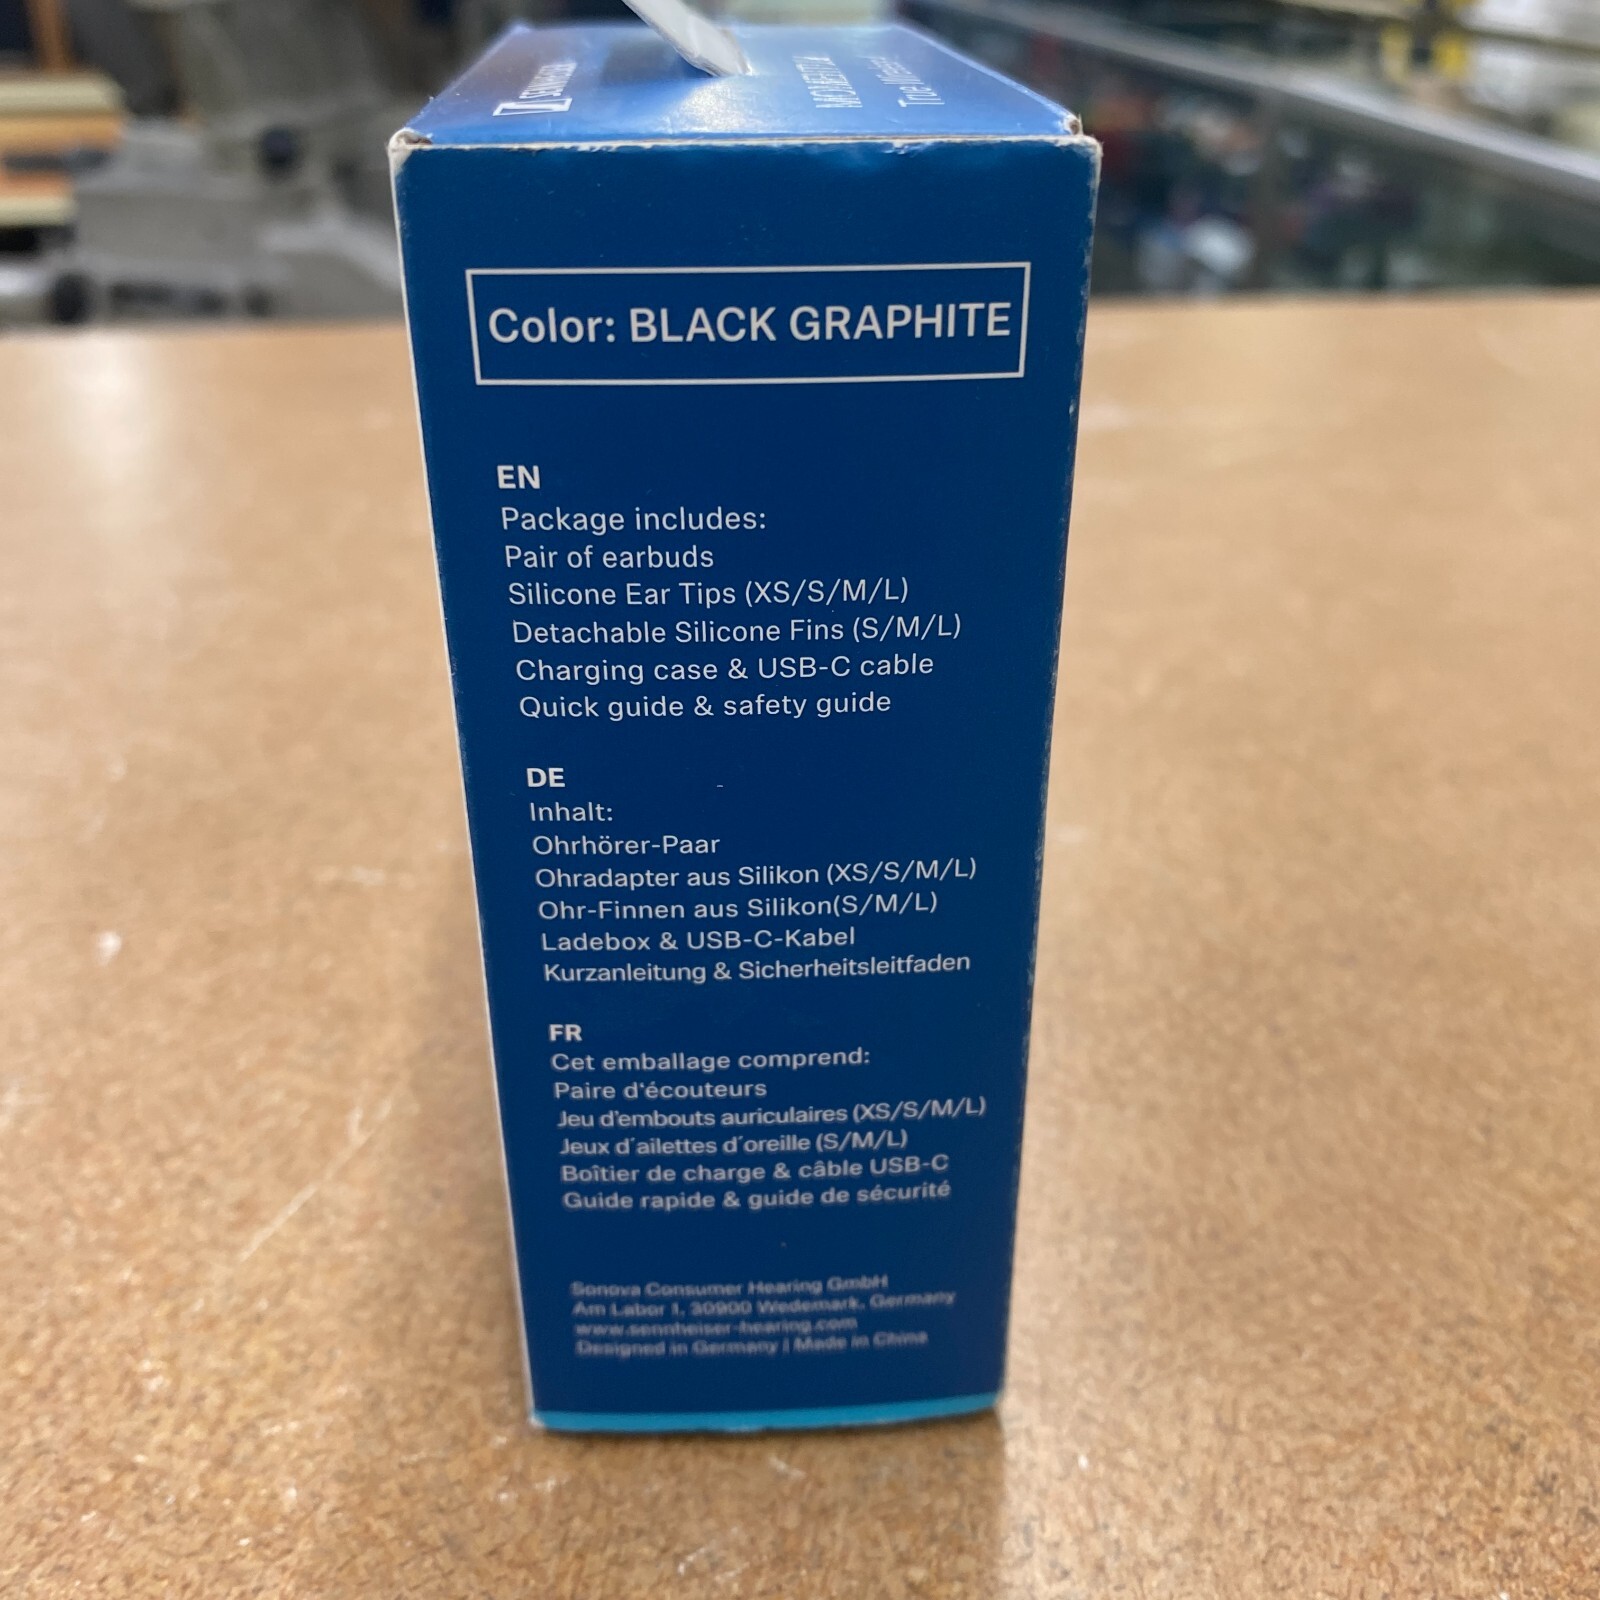 SENNHEISER
MOMENTUM
True Wireless
Color: BLACK GRAPHITE
EN
Package includes:
Pair of earbuds
Silicone Ear Tips (XS/S/M/L)
Detachable Silicone Fins (S/M/L)
Charging case & USB-C cable
Quick guide & safety guide
DE
Inhalt:
Ohrhörer-Paar
Ohradapter aus Silikon (XS/S/M/L)
Ohr-Finnen aus Silikon(S/M/L)
Ladebox & USB-C-Kabel
Kurzanleitung & Sicherheitsleitfaden
FR
Cet emballage comprend:
Paire d'écouteurs
Jeu d'embouts auriculaires (XS/S/M/L)
Jeux d´ailettes d´oreille (S/M/L)
Boîtier de charge & câble USB-C
Guide rapide & guide de sécurité
Sonova Consumer Hearing GmbH
Am Labor 1, 30900 Wedemark, Germany
www.sennheiser-hearing.com
Designed in Germany | Made in China